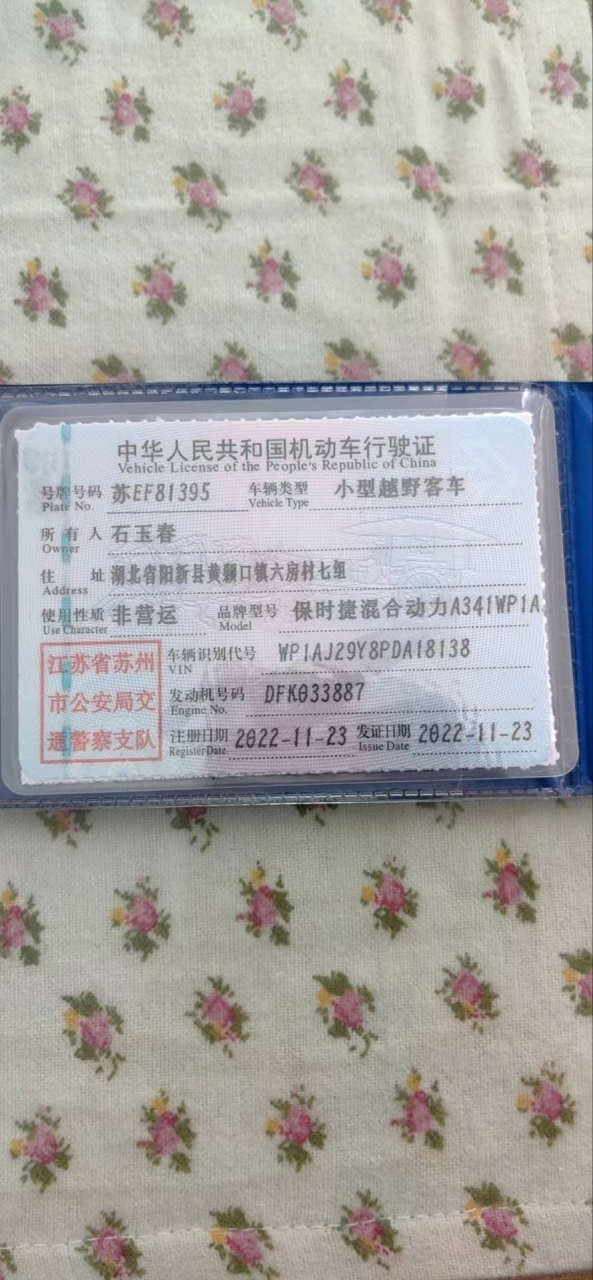 中华人民共和国机动车行驶证
Vehicle License of the People's Republic of China
号牌号码 苏EF81395 车辆类型 小型越野客车
Plate No. Vehicle Type
所有人 石玉春
Owner
住址 湖北省阳新县黄颡口镇六房村七组
Address
使用性质 非营运 品牌型号 保时捷混合动力A341WP1A
Use Character Model
江苏省苏州
市公安局交
通警察支队
车辆识别代号 WP1AJ29Y8PDA18138
VIN
发动机号码 DFK033887
Engine No.
注册日期 2022-11-23 发证日期 2022-11-23
Register Date Issue Date